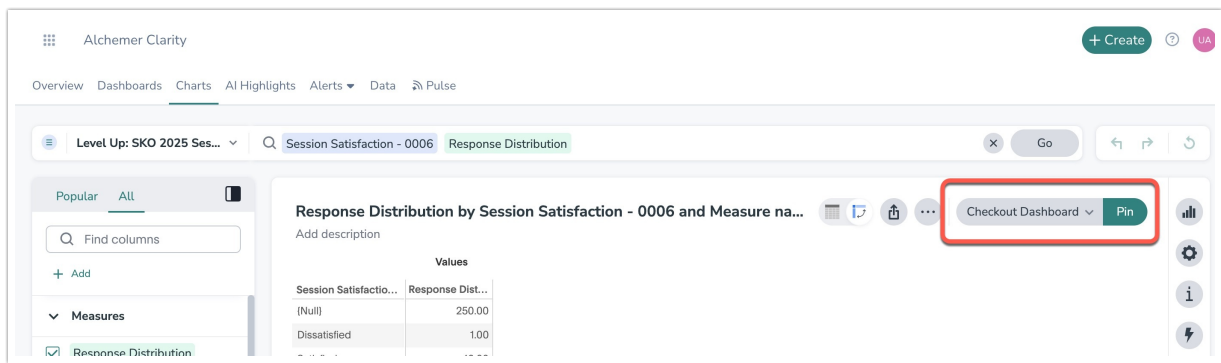 Alchemer Clarity
+ Create
UA
Overview Dashboards Charts AI Highlights Alerts Data Pulse
Level Up: SKO 2025 Ses... Session Satisfaction - 0006 Response Distribution Go
Popular All
Find columns
+ Add
Measures
Response Distribution
Response Distribution by Session Satisfaction - 0006 and Measure na... Checkout Dashboard Pin
Add description
Values
Session Satisfactio... Response Dist...
{Null} 250.00
Dissatisfied 1.00